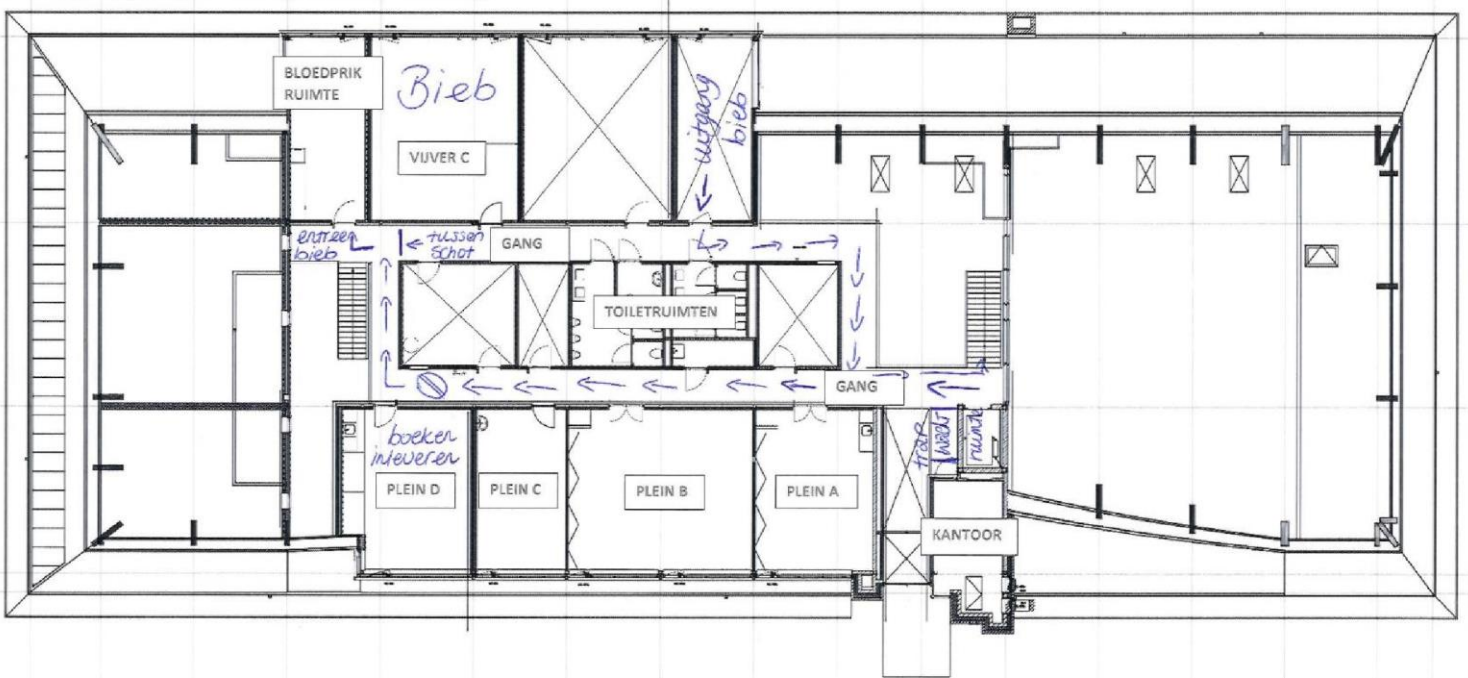 BLOEDPRIK
RUIMTE
Bieb
uitgang
bieb
VIJVER C
entree
bieb
tussen
schot
GANG
TOILETRUIMTEN
GANG
boeken
inleveren
trap
wacht
ruimte
PLEIN D
PLEIN C
PLEIN B
PLEIN A
KANTOOR